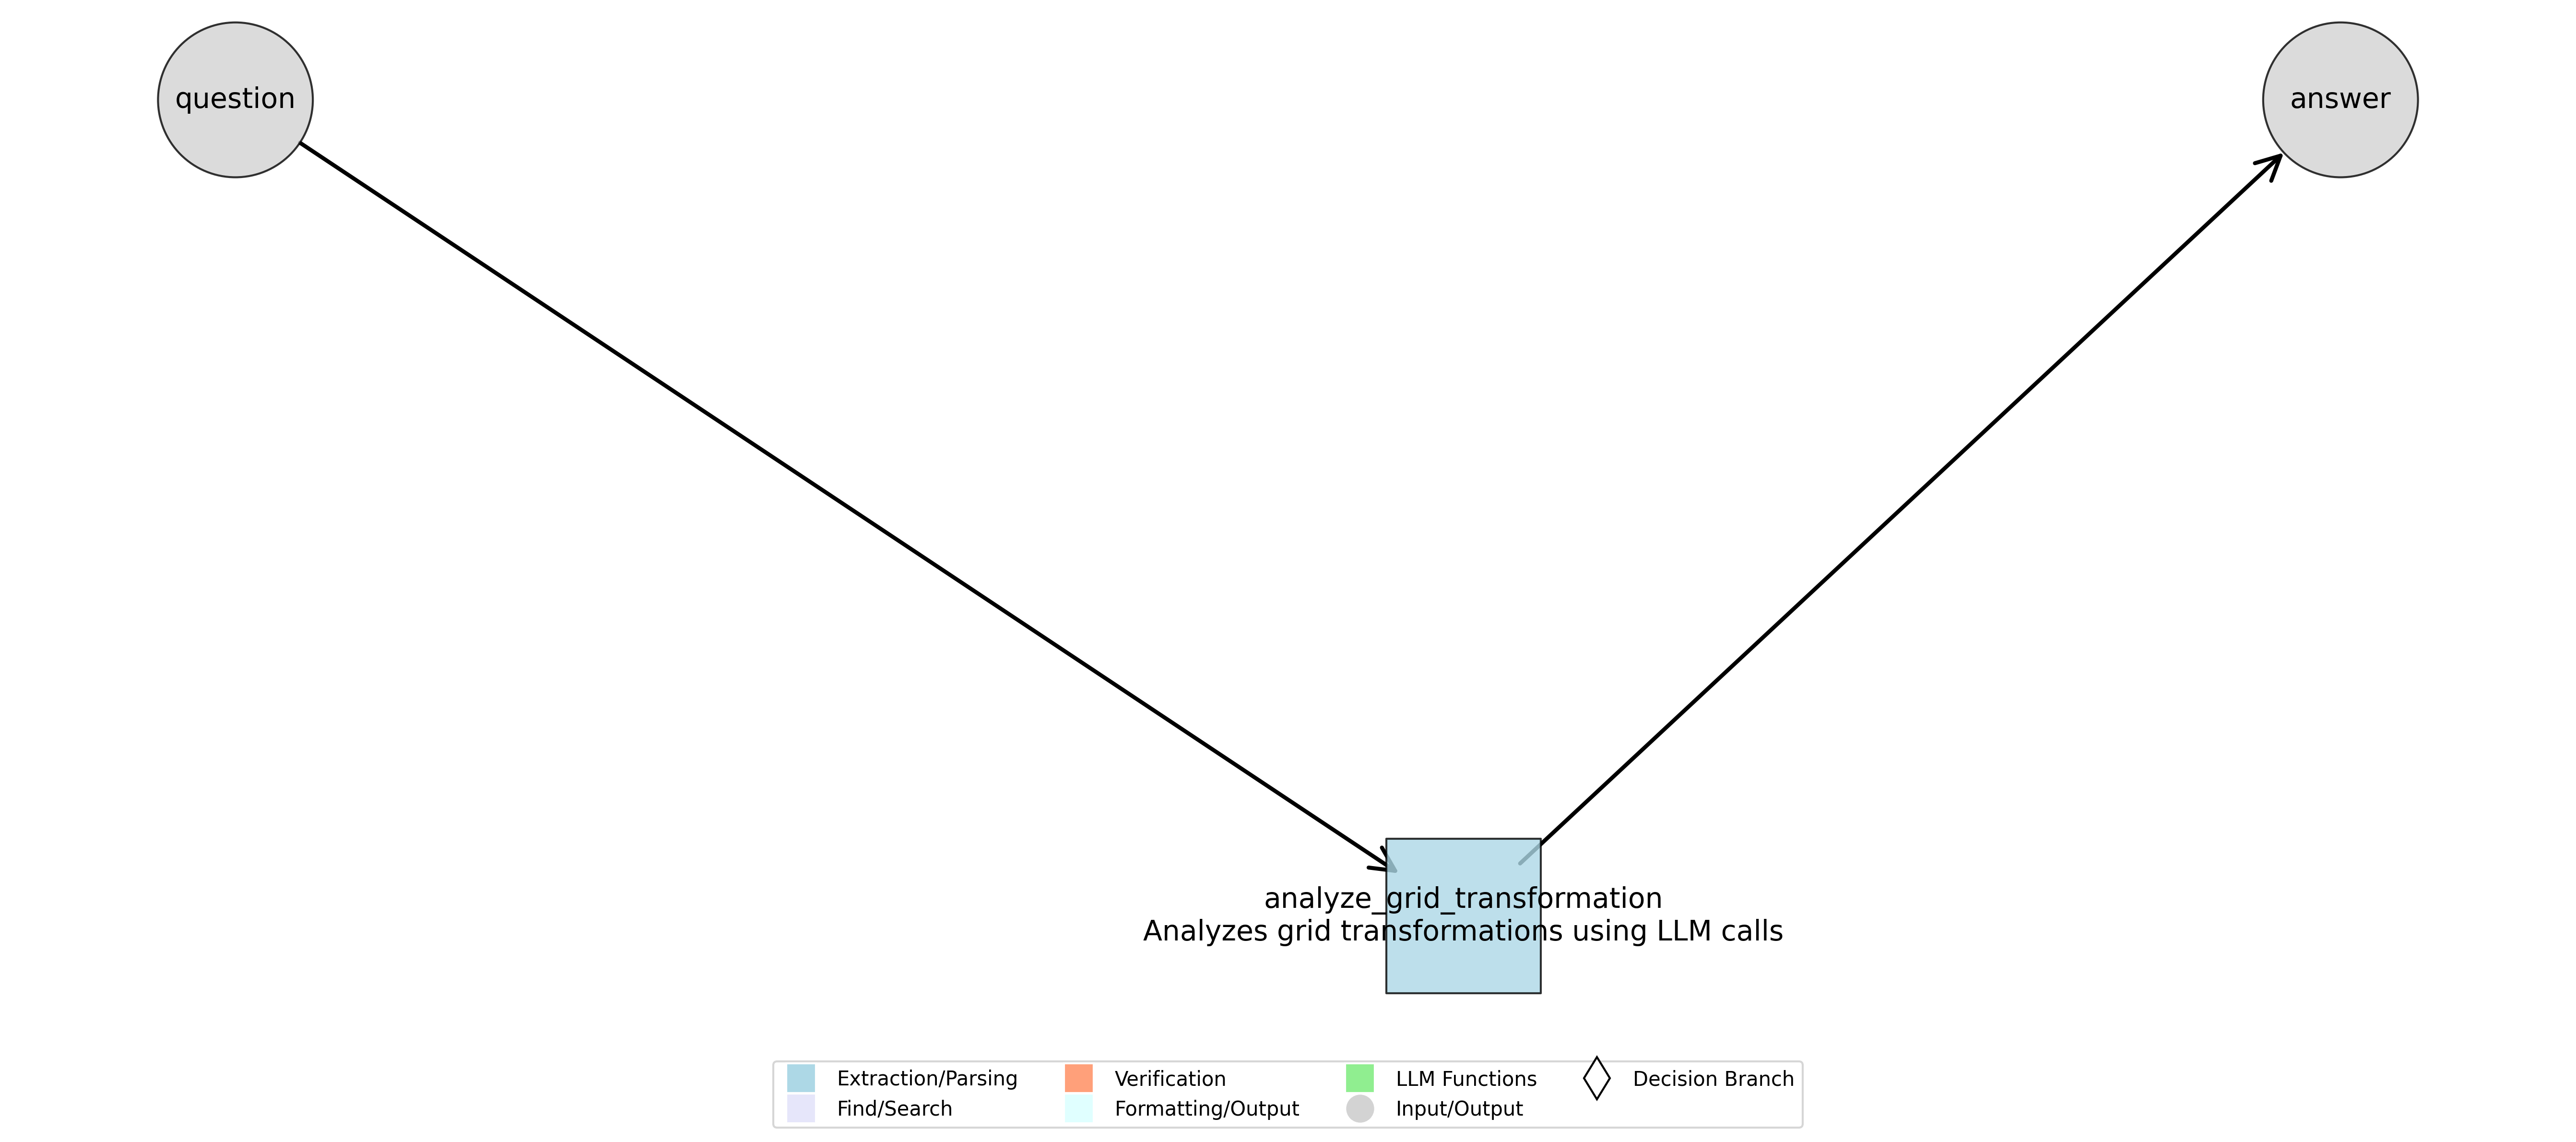 question
answer
analyze_grid_transformation
Analyzes grid transformations using LLM calls
Extraction/Parsing
Verification
LLM Functions
Decision Branch
Find/Search
Formatting/Output
Input/Output